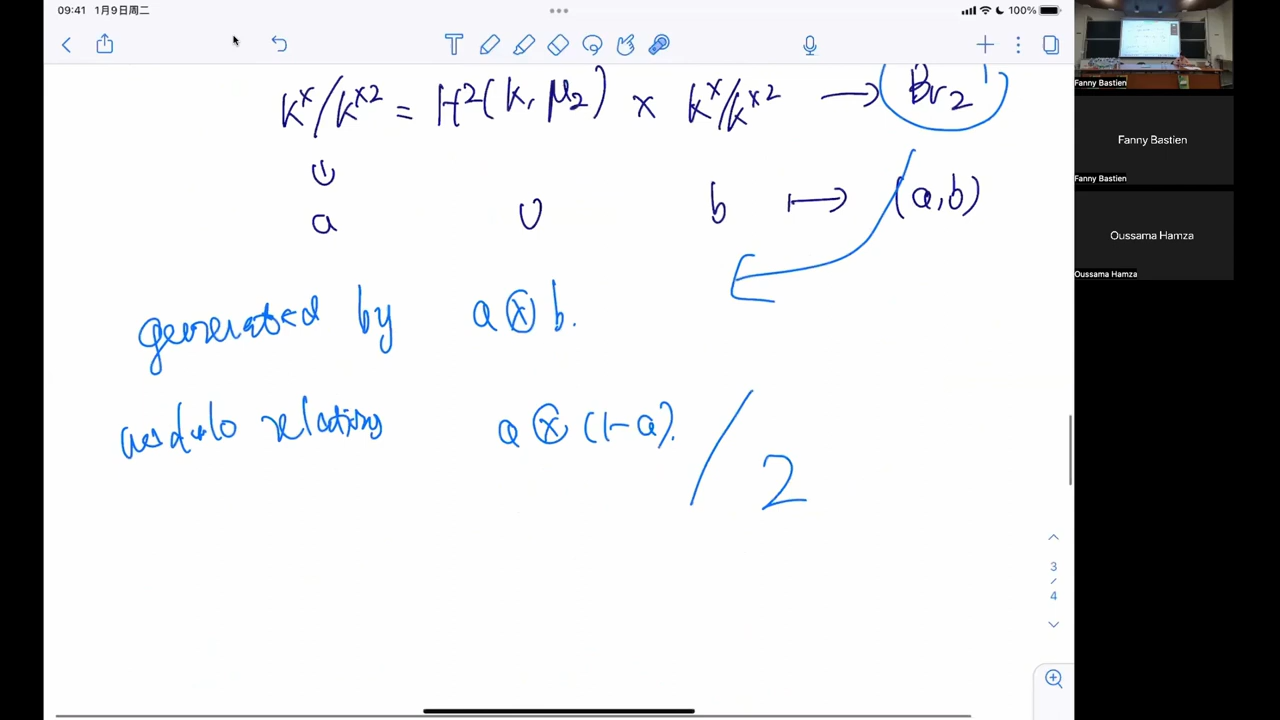 09:41 1月9日周二
100%
k^×/k^{×2} = H²(k, μ₂) × k^×/k^{×2} → Br₂
a ∪ b ↦ (a,b)
generated by a ⊗ b.
modulo relations a ⊗ (1-a). / 2
3
/
4
Fanny Bastien
Fanny Bastien
Fanny Bastien
Oussama Hamza
Oussama Hamza